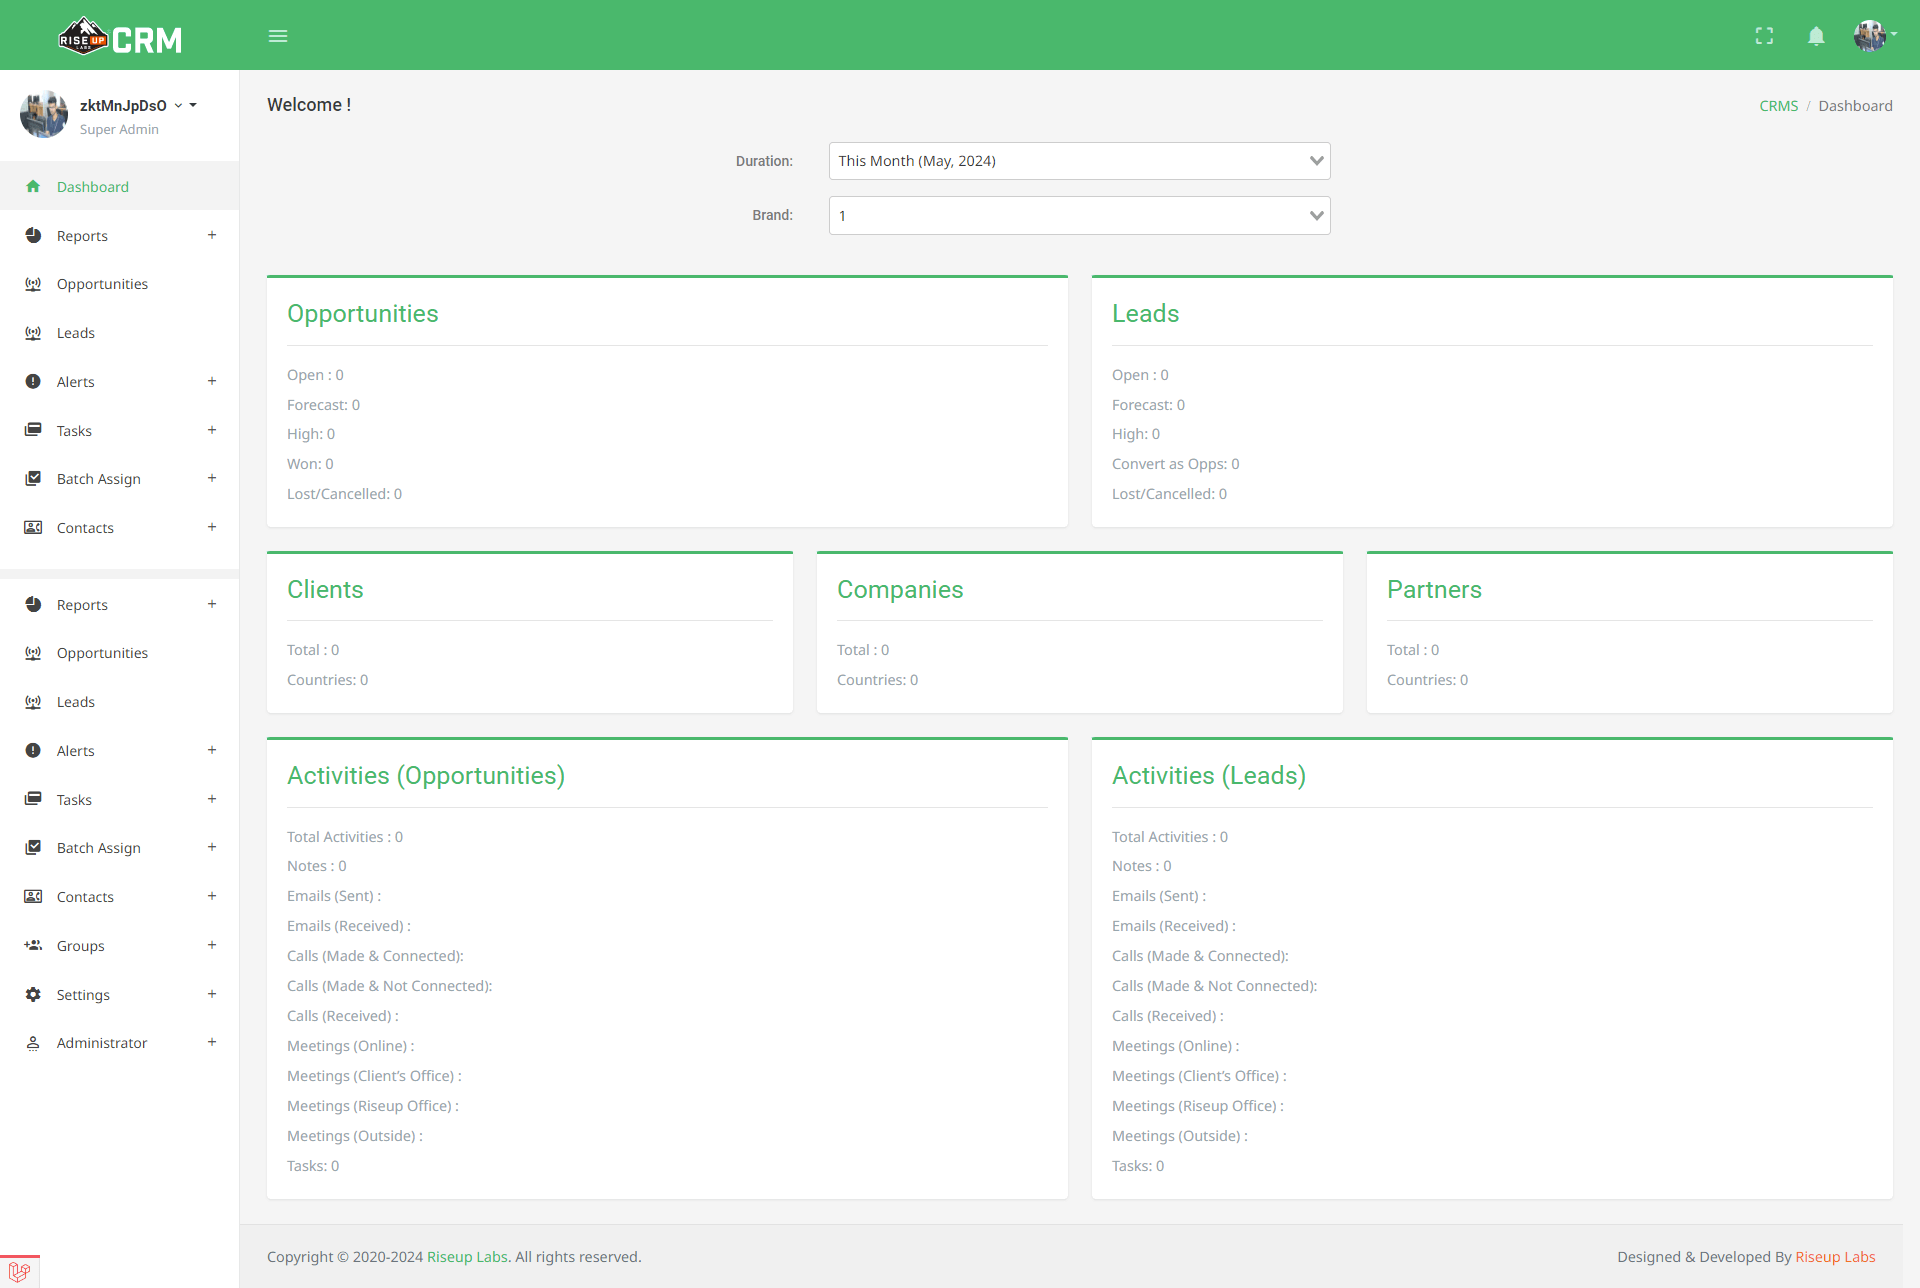 RISE UP LABS CRM
zktMnJpDsO
Super Admin
Dashboard
Reports +
Opportunities
Leads
Alerts +
Tasks +
Batch Assign +
Contacts +
Reports +
Opportunities
Leads
Alerts +
Tasks +
Batch Assign +
Contacts +
Groups +
Settings +
Administrator +
Welcome !
CRMS / Dashboard
Duration: This Month (May, 2024)
Brand: 1
Opportunities
Open : 0
Forecast: 0
High: 0
Won: 0
Lost/Cancelled: 0
Leads
Open : 0
Forecast: 0
High: 0
Convert as Opps: 0
Lost/Cancelled: 0
Clients
Total : 0
Countries: 0
Companies
Total : 0
Countries: 0
Partners
Total : 0
Countries: 0
Activities (Opportunities)
Total Activities : 0
Notes : 0
Emails (Sent) :
Emails (Received) :
Calls (Made & Connected):
Calls (Made & Not Connected):
Calls (Received) :
Meetings (Online) :
Meetings (Client's Office) :
Meetings (Riseup Office) :
Meetings (Outside) :
Tasks: 0
Activities (Leads)
Total Activities : 0
Notes : 0
Emails (Sent) :
Emails (Received) :
Calls (Made & Connected):
Calls (Made & Not Connected):
Calls (Received) :
Meetings (Online) :
Meetings (Client's Office) :
Meetings (Riseup Office) :
Meetings (Outside) :
Tasks: 0
Copyright © 2020-2024 Riseup Labs. All rights reserved.
Designed & Developed By Riseup Labs